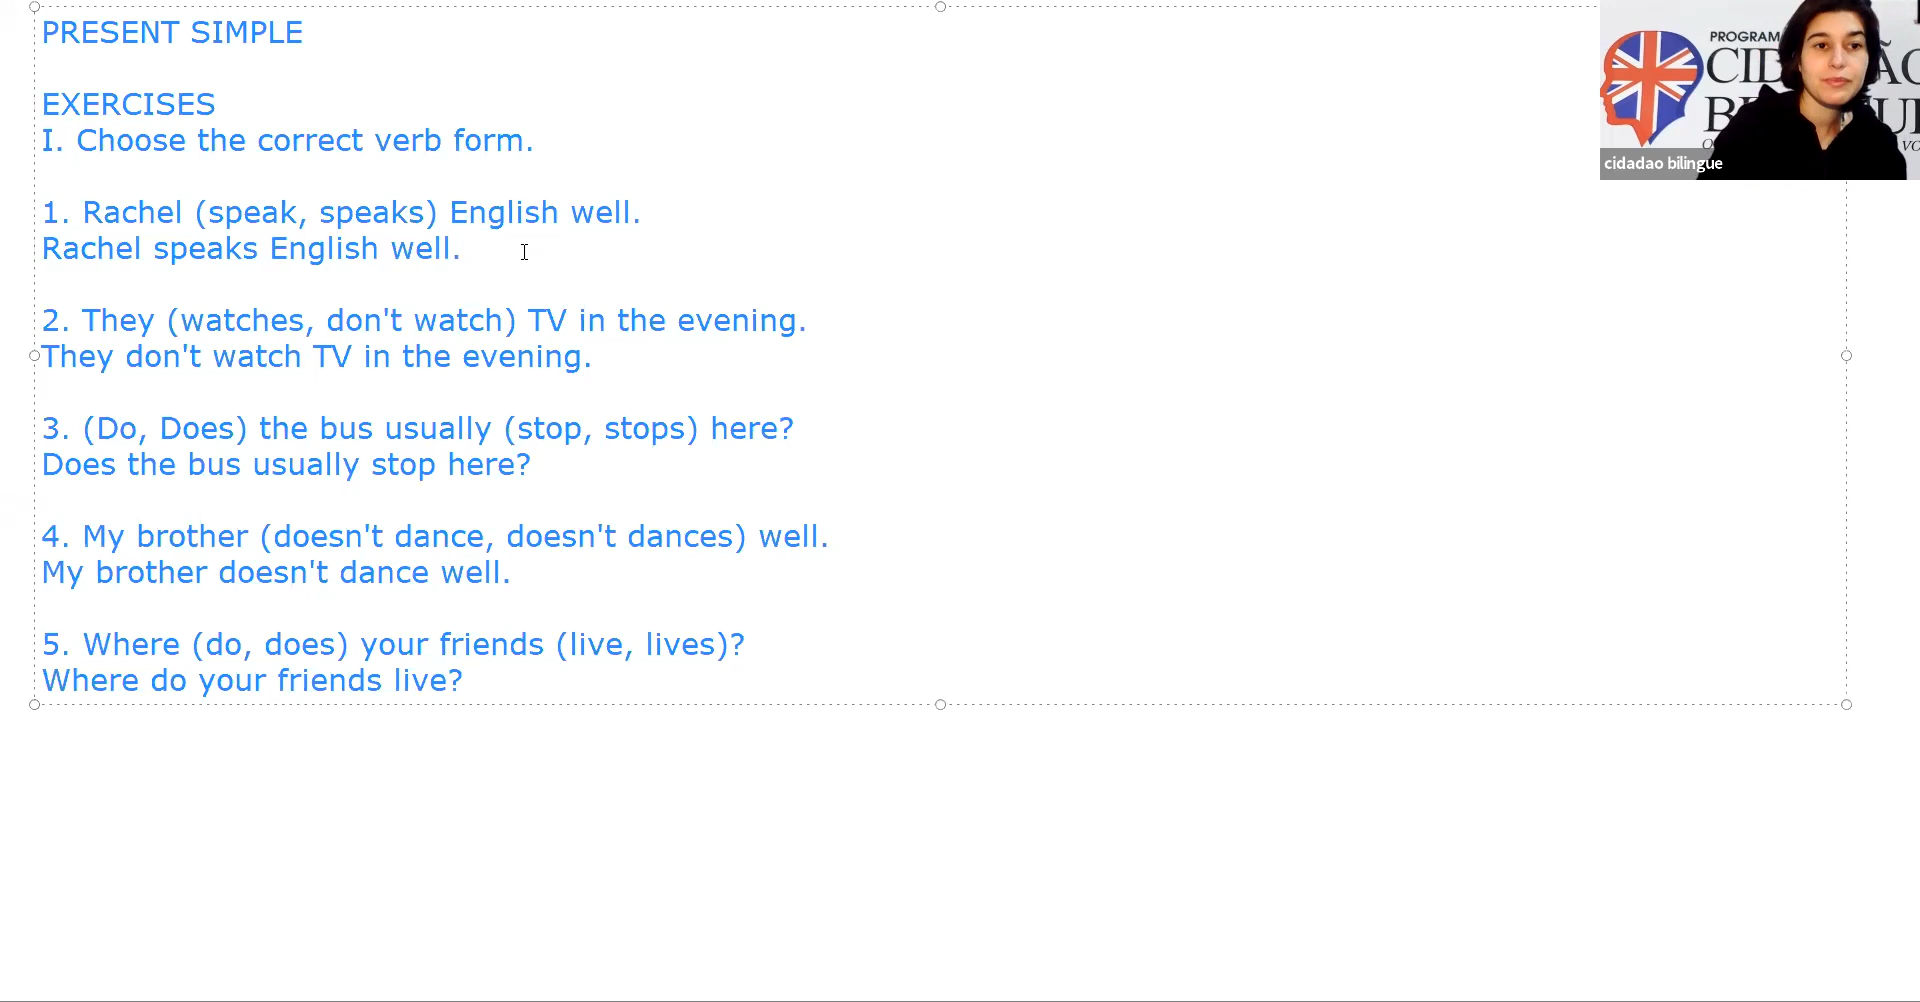 PRESENT SIMPLE
EXERCISES
I. Choose the correct verb form.
1. Rachel (speak, speaks) English well.
Rachel speaks English well.
2. They (watches, don't watch) TV in the evening.
They don't watch TV in the evening.
3. (Do, Does) the bus usually (stop, stops) here?
Does the bus usually stop here?
4. My brother (doesn't dance, doesn't dances) well.
My brother doesn't dance well.
5. Where (do, does) your friends (live, lives)?
Where do your friends live?
PROGRAM
cidadao bilingue